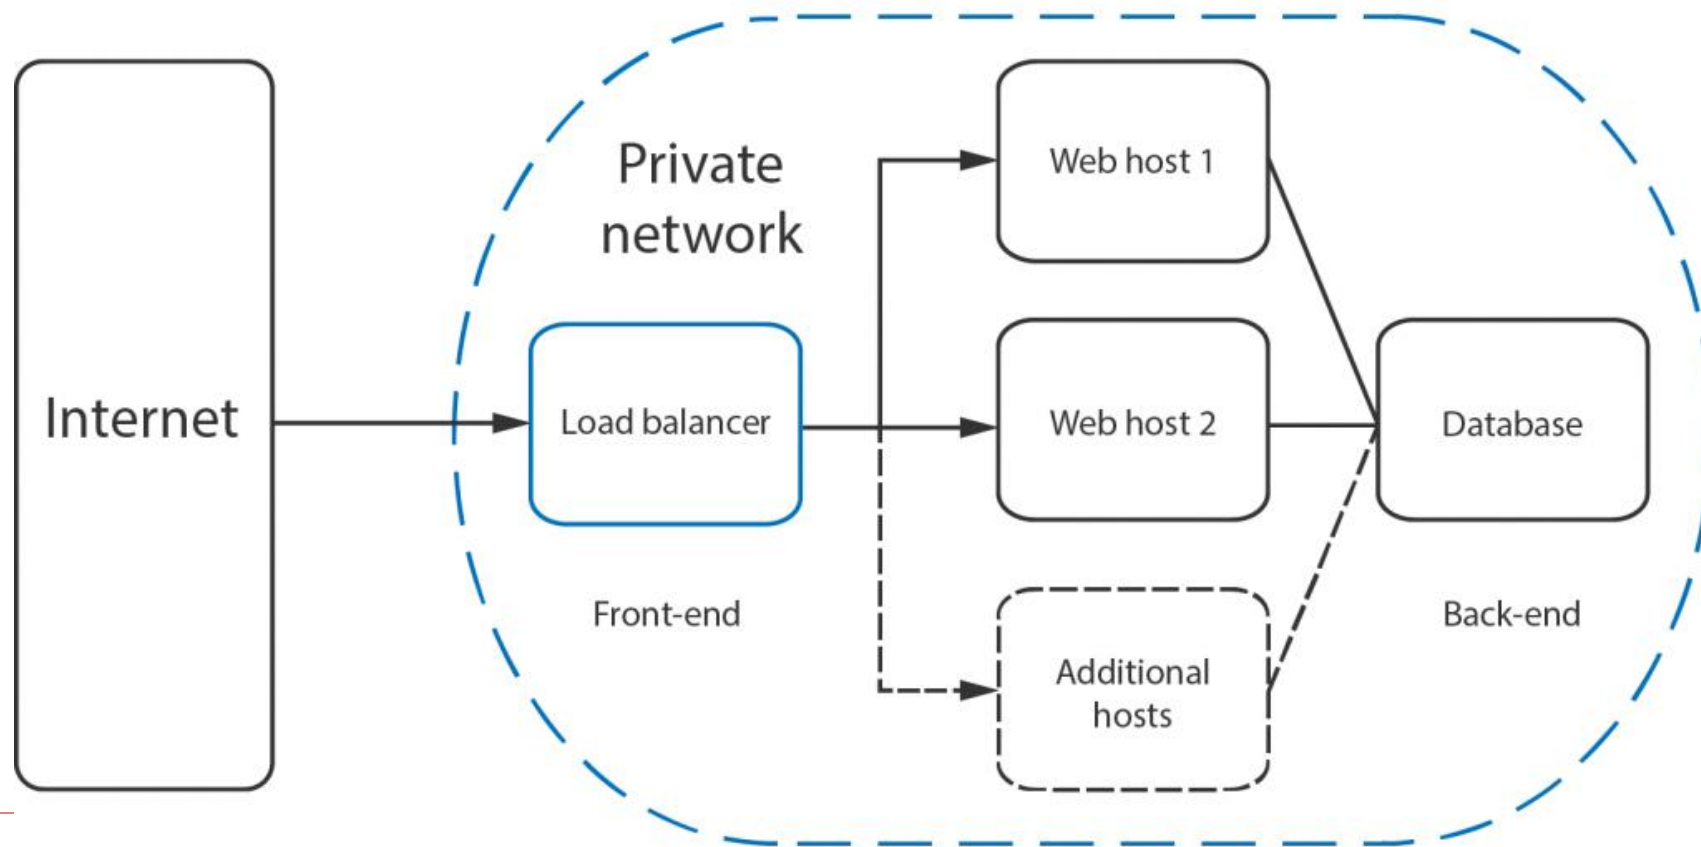 Internet
Private
network
Load balancer
Front-end
Web host 1
Web host 2
Additional
hosts
Database
Back-end